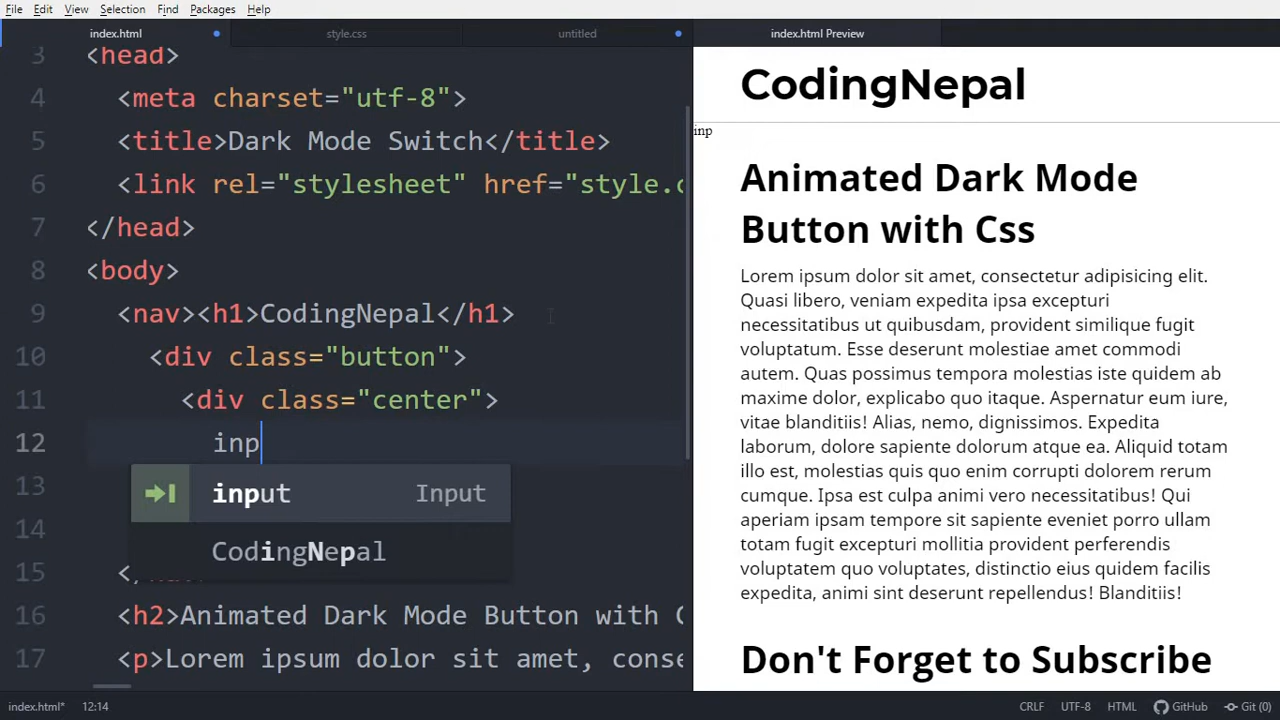 File Edit View Selection Find Packages Help
index.html style.css untitled index.html Preview
3 <head>
4 <meta charset="utf-8">
5 <title>Dark Mode Switch</title>
6 <link rel="stylesheet" href="style.c
7 </head>
8 <body>
9 <nav><h1>CodingNepal</h1>
10 <div class="button">
11 <div class="center">
12 inp
input Input
13
CodingNepal
14
15 </
16 <h2>Animated Dark Mode Button with C
17 <p>Lorem ipsum dolor sit amet, conse
CodingNepal
inp
Animated Dark Mode
Button with Css
Lorem ipsum dolor sit amet, consectetur adipisicing elit.
Quasi libero, veniam expedita ipsa excepturi
necessitatibus ut quibusdam, provident similique fugit
voluptatum. Esse deserunt molestiae amet commodi
autem. Quas possimus tempora molestias iste quidem ab
maxime dolor, explicabo quo itaque. Aspernatur eum iure,
vitae blanditiis! Alias, nemo, dignissimos. Expedita
laborum, dolore sapiente dolorum atque ea. Aliquid totam
illo est, molestias quis quo enim corrupti dolorem rerum
cumque. Ipsa est culpa animi vero necessitatibus! Qui
aperiam ipsam tempore sit sapiente eveniet porro ullam
totam fugit excepturi mollitia provident perferendis
voluptatem quo voluptates, distinctio eius quidem facilis
expedita, animi sint deserunt repellendus! Blanditiis!
Don't Forget to Subscribe
index.html* 12:14 CRLF UTF-8 HTML GitHub Git (0)